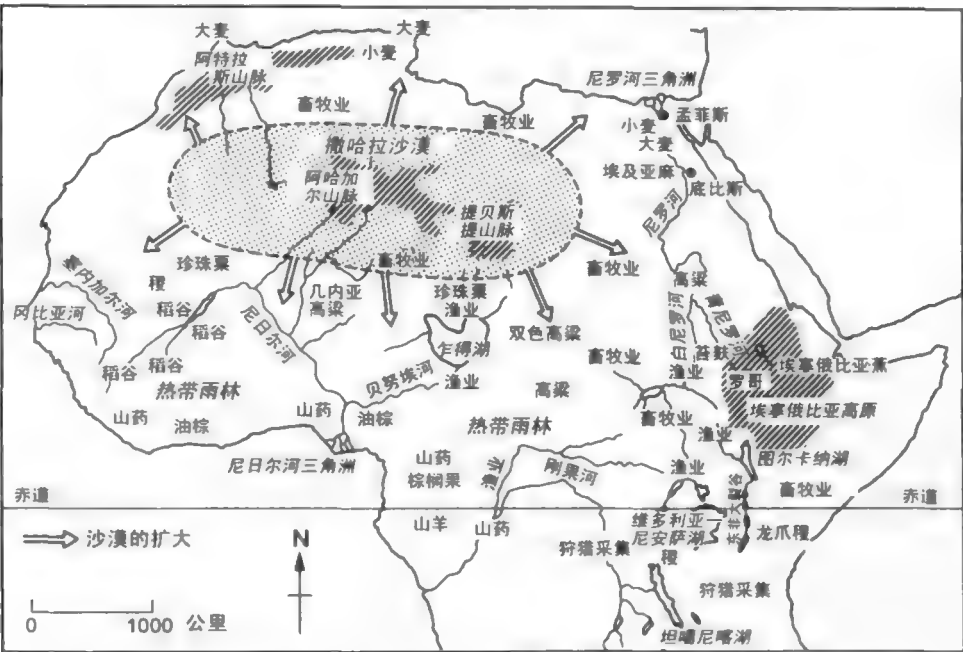 大麦
大麦
阿特拉
斯山脉
小麦
畜牧业
畜牧业
尼罗河三角洲
孟菲斯
小麦
大麦
埃及亚麻
底比斯
尼罗河
撒哈拉沙漠
阿哈加
尔山脉
提贝斯
提山脉
畜牧业
珍珠粟
稷
塞内加尔河
冈比亚河
稻谷
稻谷
稻谷
稻谷
几内亚
高粱
尼日尔河
珍珠粟
渔业
乍得湖
双色高粱
畜牧业
高粱
白尼罗河
青尼罗河
苔麸
渔业
罗哥
埃塞俄比亚蕉
埃塞俄比亚高原
畜牧业
贝努埃河
渔业
高粱
畜牧业
渔业
图尔卡纳湖
热带雨林
山药
油棕
山药
油棕
热带雨林
尼日尔河三角洲
山药
棕榈果
渔业
刚果河
渔业
东非大裂谷
畜牧业
赤道
赤道
山羊
山药
维多利亚—
尼安萨湖
稷
龙爪稷
狩猎采集
狩猎采集
坦噶尼喀湖
沙漠的扩大
N
0 1000 公里